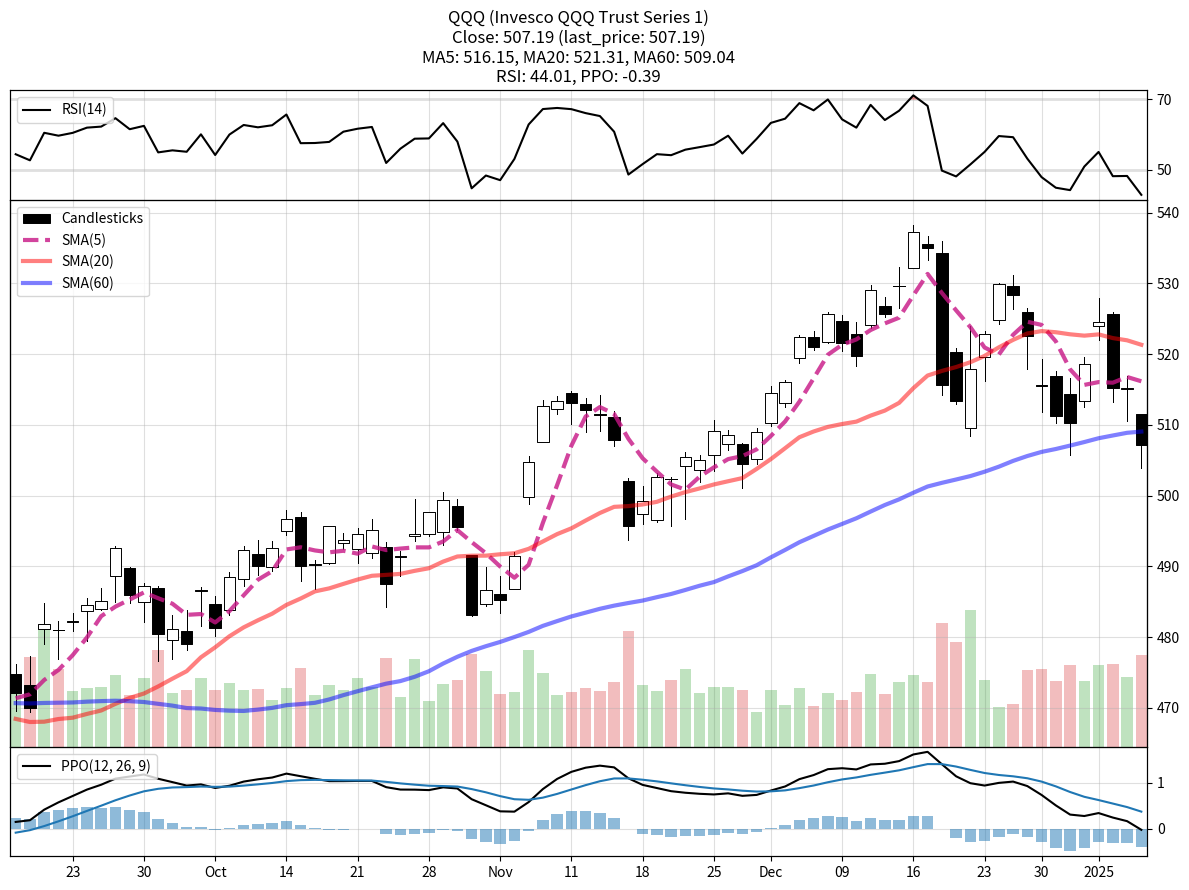 QQQ (Invesco QQQ Trust Series 1)
Close: 507.19 (last_price: 507.19)
MA5: 516.15, MA20: 521.31, MA60: 509.04
RSI: 44.01, PPO: -0.39
RSI(14)
70
50
Candlesticks
SMA(5)
SMA(20)
SMA(60)
540
530
520
510
500
490
480
470
PPO(12, 26, 9)
1
0
23 30 Oct 14 21 28 Nov 11 18 25 Dec 09 16 23 30 2025